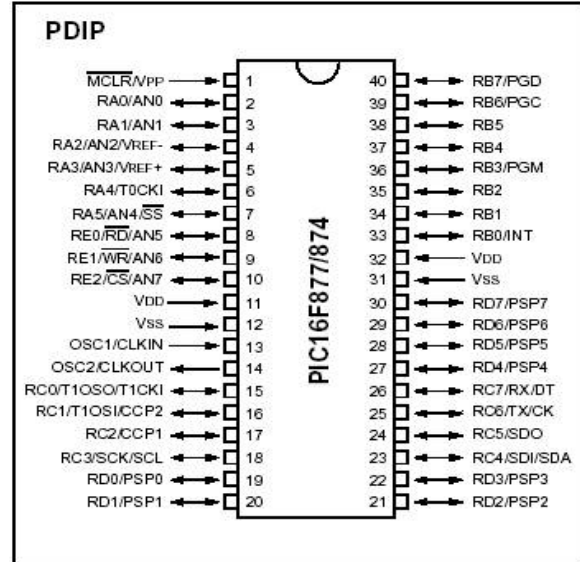 PDIP
MCLR/VPP 1 40 RB7/PGD
RA0/AN0 2 39 RB6/PGC
RA1/AN1 3 38 RB5
RA2/AN2/VREF- 4 37 RB4
RA3/AN3/VREF+ 5 36 RB3/PGM
RA4/T0CKI 6 35 RB2
RA5/AN4/SS 7 34 RB1
RE0/RD/AN5 8 33 RB0/INT
RE1/WR/AN6 9 32 VDD
RE2/CS/AN7 10 31 VSS
VDD 11 30 RD7/PSP7
VSS 12 29 RD6/PSP6
OSC1/CLKIN 13 28 RD5/PSP5
OSC2/CLKOUT 14 27 RD4/PSP4
RC0/T1OSO/T1CKI 15 26 RC7/RX/DT
RC1/T1OSI/CCP2 16 25 RC6/TX/CK
RC2/CCP1 17 24 RC5/SDO
RC3/SCK/SCL 18 23 RC4/SDI/SDA
RD0/PSP0 19 22 RD3/PSP3
RD1/PSP1 20 21 RD2/PSP2
PIC16F877/874